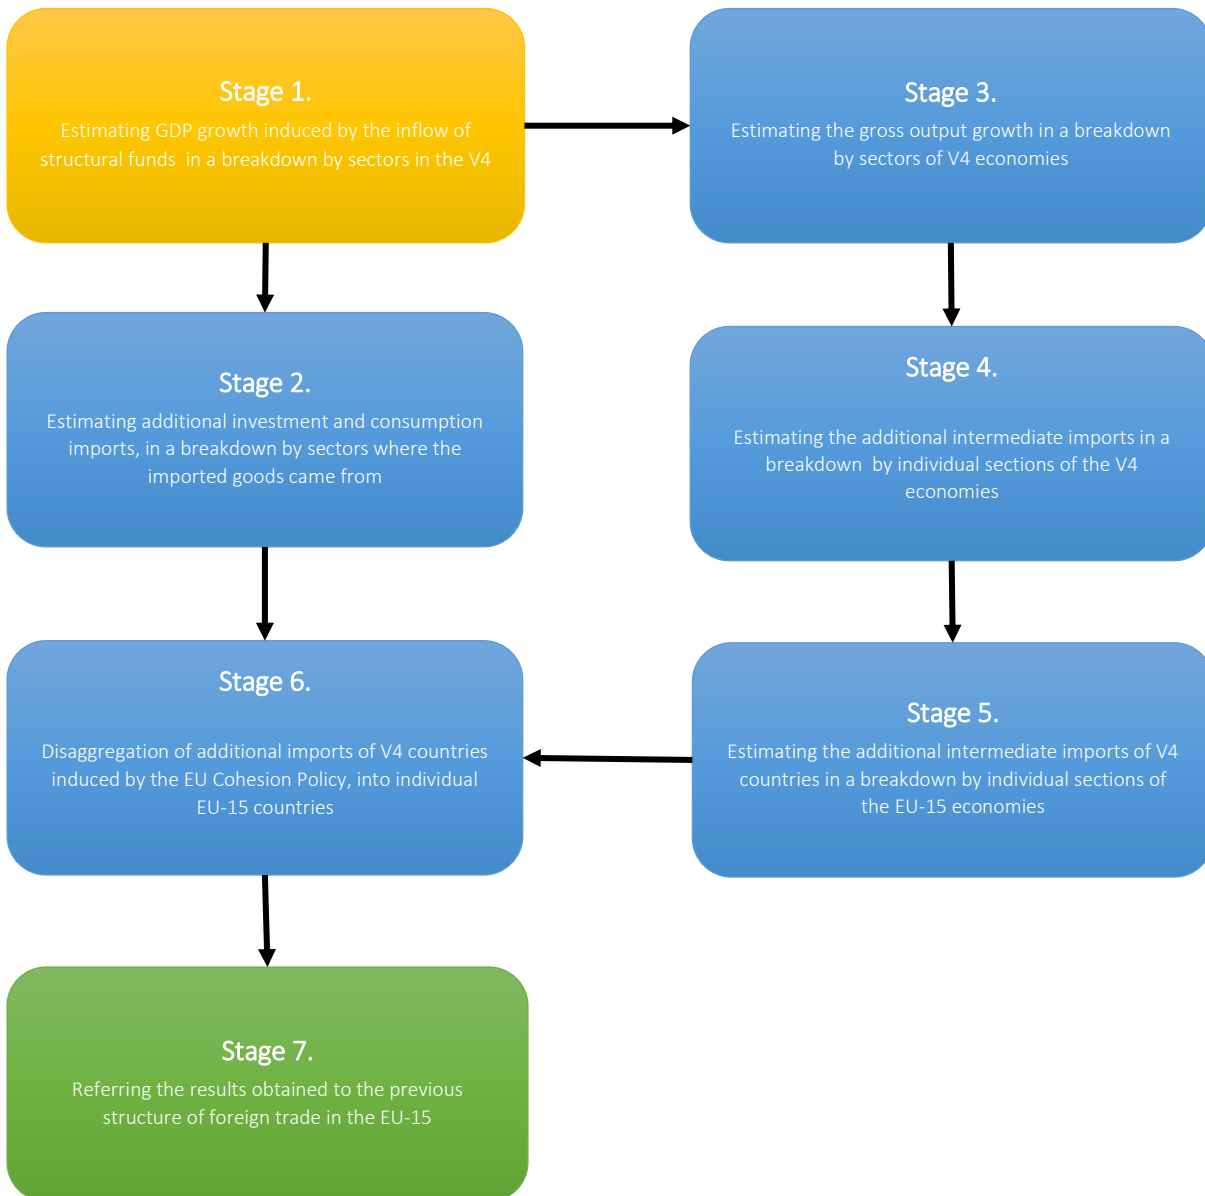 Stage 1.
Estimating GDP growth induced by the inflow of
structural funds in a breakdown by sectors in the V4
Stage 3.
Estimating the gross output growth in a breakdown
by sectors of V4 economies
Stage 2.
Estimating additional investment and consumption
imports, in a breakdown by sectors where the
imported goods came from
Stage 4.
Estimating the additional intermediate imports in a
breakdown by individual sections of the V4
economies
Stage 6.
Disaggregation of additional imports of V4 countries
induced by the EU Cohesion Policy, into individual
EU-15 countries
Stage 5.
Estimating the additional intermediate imports of V4
countries in a breakdown by individual sections of
the EU-15 economies
Stage 7.
Referring the results obtained to the previous
structure of foreign trade in the EU-15